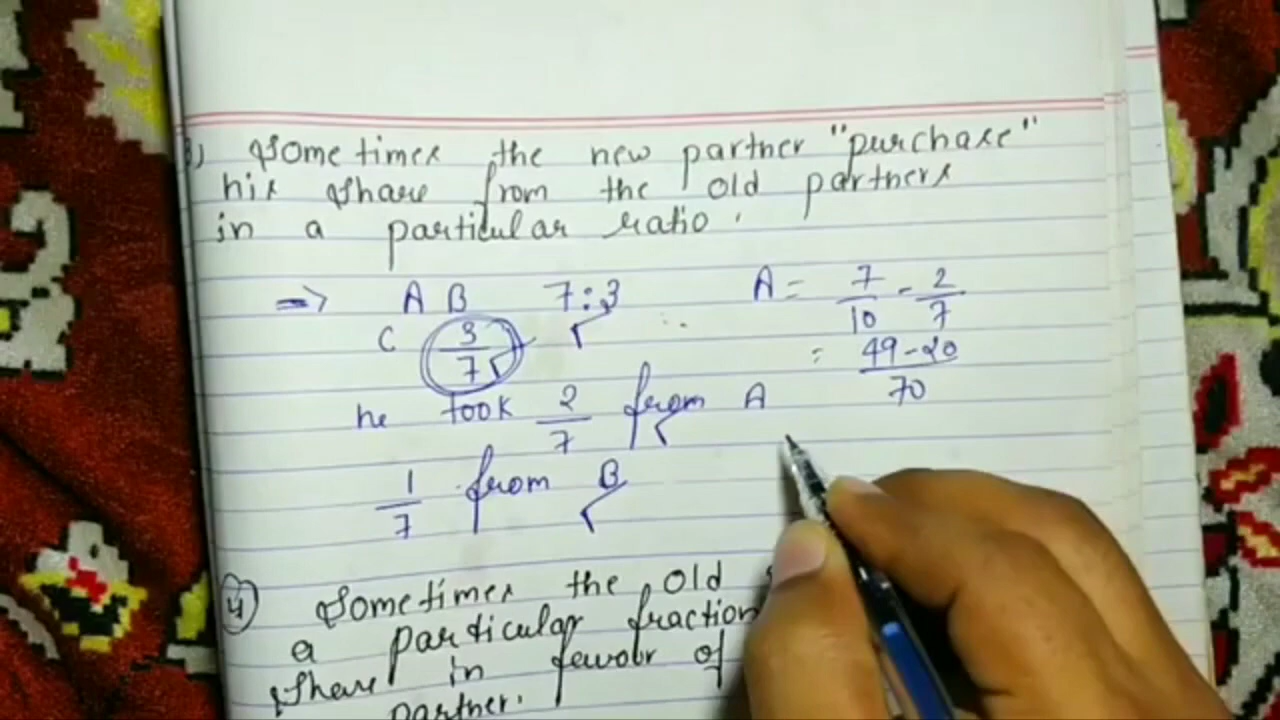 3) Sometimes the new partner "purchase"
his share from the old partners
in a particular ratio.
=> A B 7:3
C 3/7
he took 2/7 from A
1/7 from B
A = 7/10 - 2/7
= 49-20/70
4) Sometimes the old
a particular fraction
share in fewour of
partner.